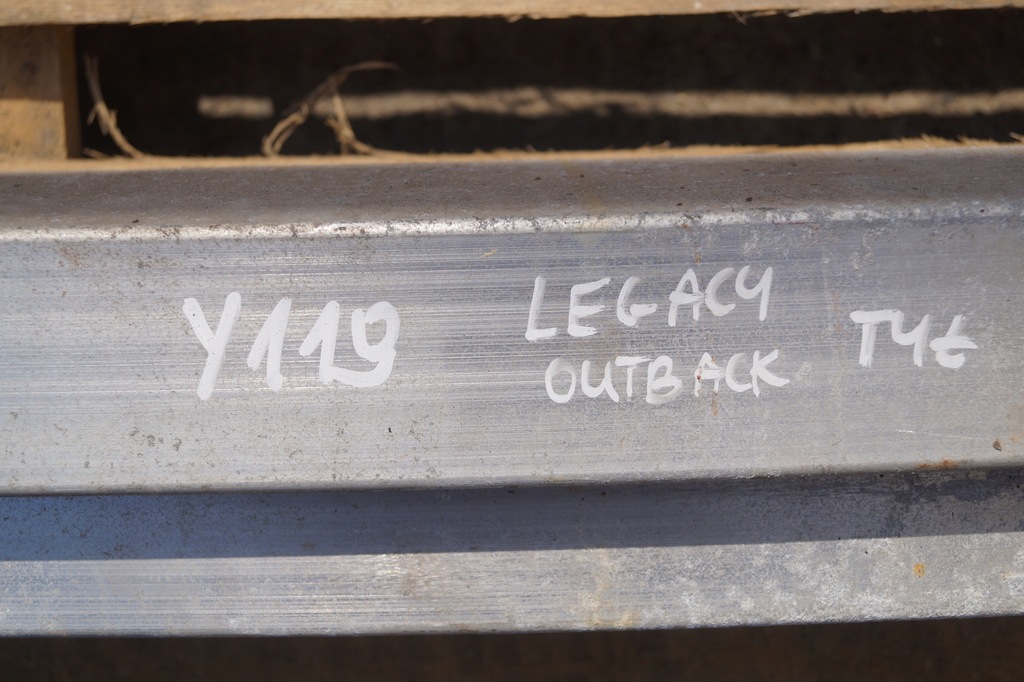 Y119
LEGACY
OUTBACK
TYŁ